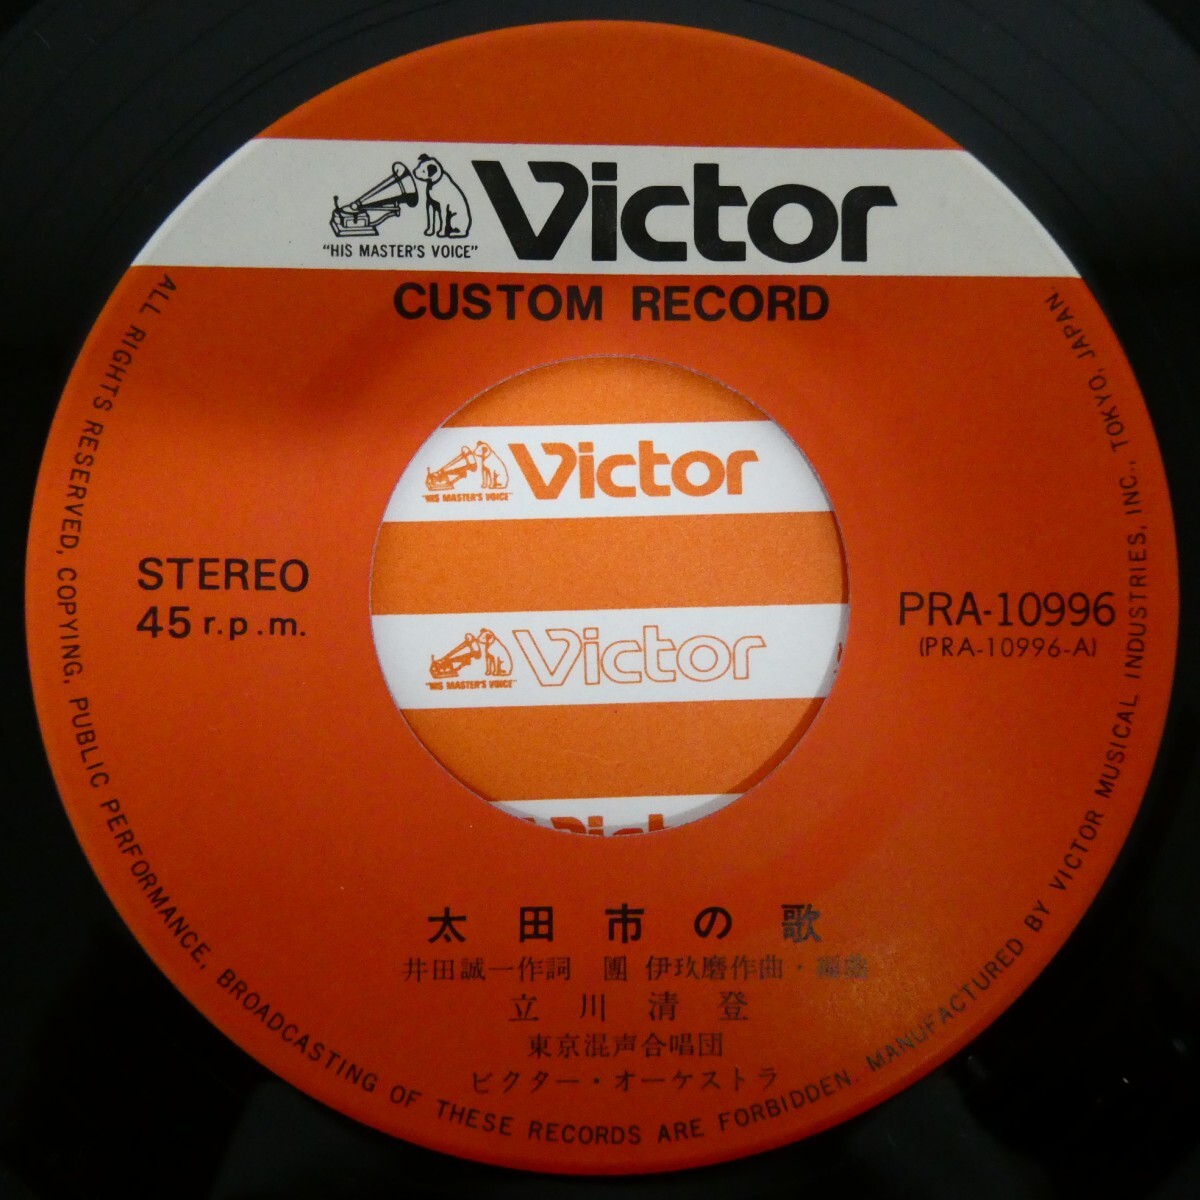 Victor
"HIS MASTER'S VOICE"
CUSTOM RECORD
Victor
"HIS MASTER'S VOICE"
STEREO
45 r.p.m.
PRA-10996
(PRA-10996-A)
Victor
"HIS MASTER'S VOICE"
太田市の歌
井田誠一作詞 團 伊玖磨作曲・編曲
立川清登
東京混声合唱団
ビクター・オーケストラ
ALL RIGHTS RESERVED, COPYING, PUBLIC PERFORMANCE, BROADCASTING OF THESE RECORDS ARE FORBIDDEN. MANUFACTURED BY VICTOR MUSICAL INDUSTRIES, INC., TOKYO, JAPAN.